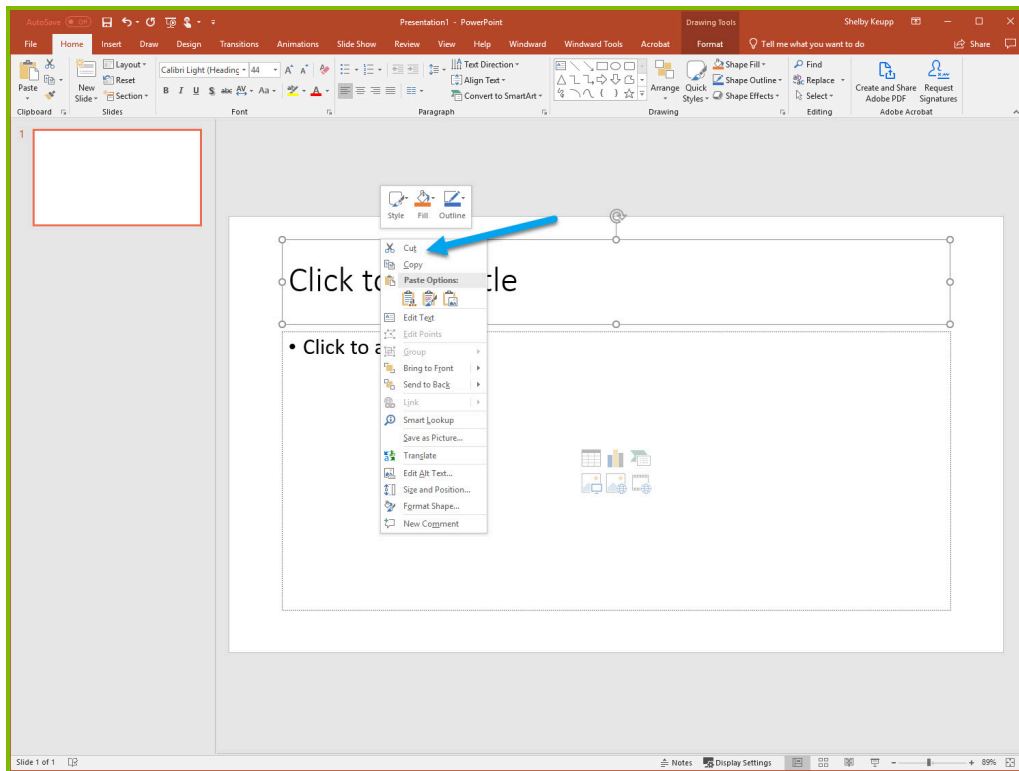 AutoSave Off Presentation1 - PowerPoint Drawing Tools Shelby Keupp
File Home Insert Draw Design Transitions Animations Slide Show Review View Help Windward Windward Tools Acrobat Format Tell me what you want to do Share
Paste
New
Slide
Layout
Reset
Section
Calibri Light (Heading 44
B I U S abc AV Aa A
Text Direction
Align Text
Convert to SmartArt
Arrange
Quick
Styles
Shape Fill
Shape Outline
Shape Effects
Find
Replace
Select
Create and Share
Adobe PDF
Request
Signatures
Clipboard Slides Font Paragraph Drawing Editing Adobe Acrobat
1
Style Fill Outline
Click to
tle
• Click to a
Cut
Copy
Paste Options:
Edit Text
Edit Points
Group
Bring to Front
Send to Back
Link
Smart Lookup
Save as Picture...
Translate
Edit Alt Text...
Size and Position...
Format Shape...
New Comment
Slide 1 of 1 Notes Display Settings 89%